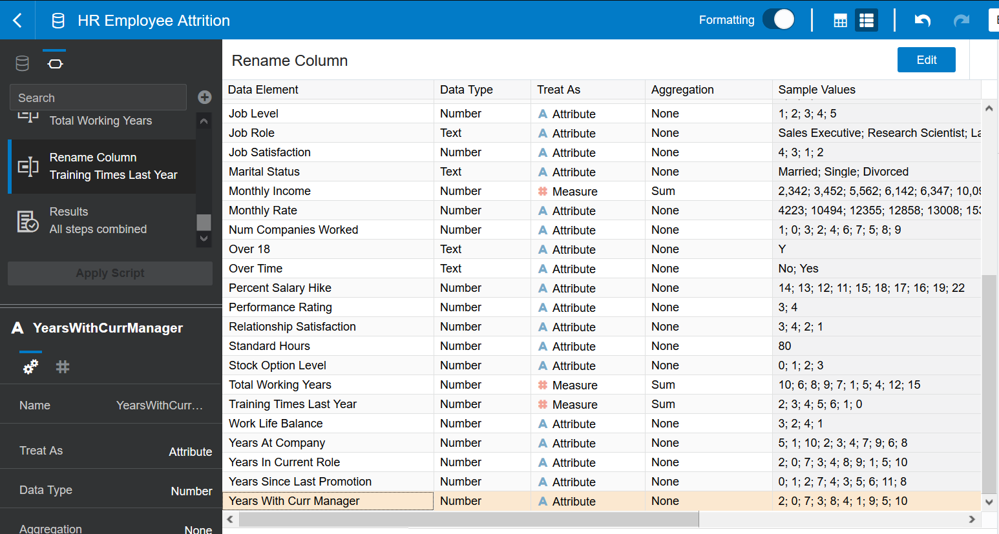 HR Employee Attrition
Formatting
Search
Total Working Years
Rename Column
Training Times Last Year
Results
All steps combined
Apply Script
A YearsWithCurrManager
Name YearsWithCurr...
Treat As Attribute
Data Type Number
Aggregation None
Rename Column
Edit
Data Element Data Type Treat As Aggregation Sample Values
Job Level Number A Attribute None 1; 2; 3; 4; 5
Job Role Text A Attribute None Sales Executive; Research Scientist;
Job Satisfaction Number A Attribute None 4; 3; 1; 2
Marital Status Text A Attribute None Married; Single; Divorced
Monthly Income Number # Measure Sum 2,342; 3,452; 5,562; 6,142; 6,347;
Monthly Rate Number A Attribute None 4223; 10494; 12355; 12858; 13008;
Num Companies Worked Number A Attribute None 1; 0; 3; 2; 4; 6; 7; 5; 8; 9
Over 18 Text A Attribute None Y
Over Time Text A Attribute None No; Yes
Percent Salary Hike Number A Attribute None 14; 13; 12; 11; 15; 18; 17; 16; 19; 22
Performance Rating Number A Attribute None 3; 4
Relationship Satisfaction Number A Attribute None 3; 4; 2; 1
Standard Hours Number A Attribute None 80
Stock Option Level Number A Attribute None 0; 1; 2; 3
Total Working Years Number # Measure Sum 10; 6; 8; 9; 7; 1; 5; 4; 12; 15
Training Times Last Year Number # Measure Sum 2; 3; 4; 5; 6; 1; 0
Work Life Balance Number A Attribute None 3; 2; 4; 1
Years At Company Number A Attribute None 5; 1; 10; 2; 3; 4; 7; 9; 6; 8
Years In Current Role Number A Attribute None 2; 0; 7; 3; 4; 8; 9; 1; 5; 10
Years Since Last Promotion Number A Attribute None 0; 1; 2; 7; 4; 3; 5; 6; 11; 8
Years With Curr Manager Number A Attribute None 2; 0; 7; 3; 8; 4; 1; 9; 5; 10